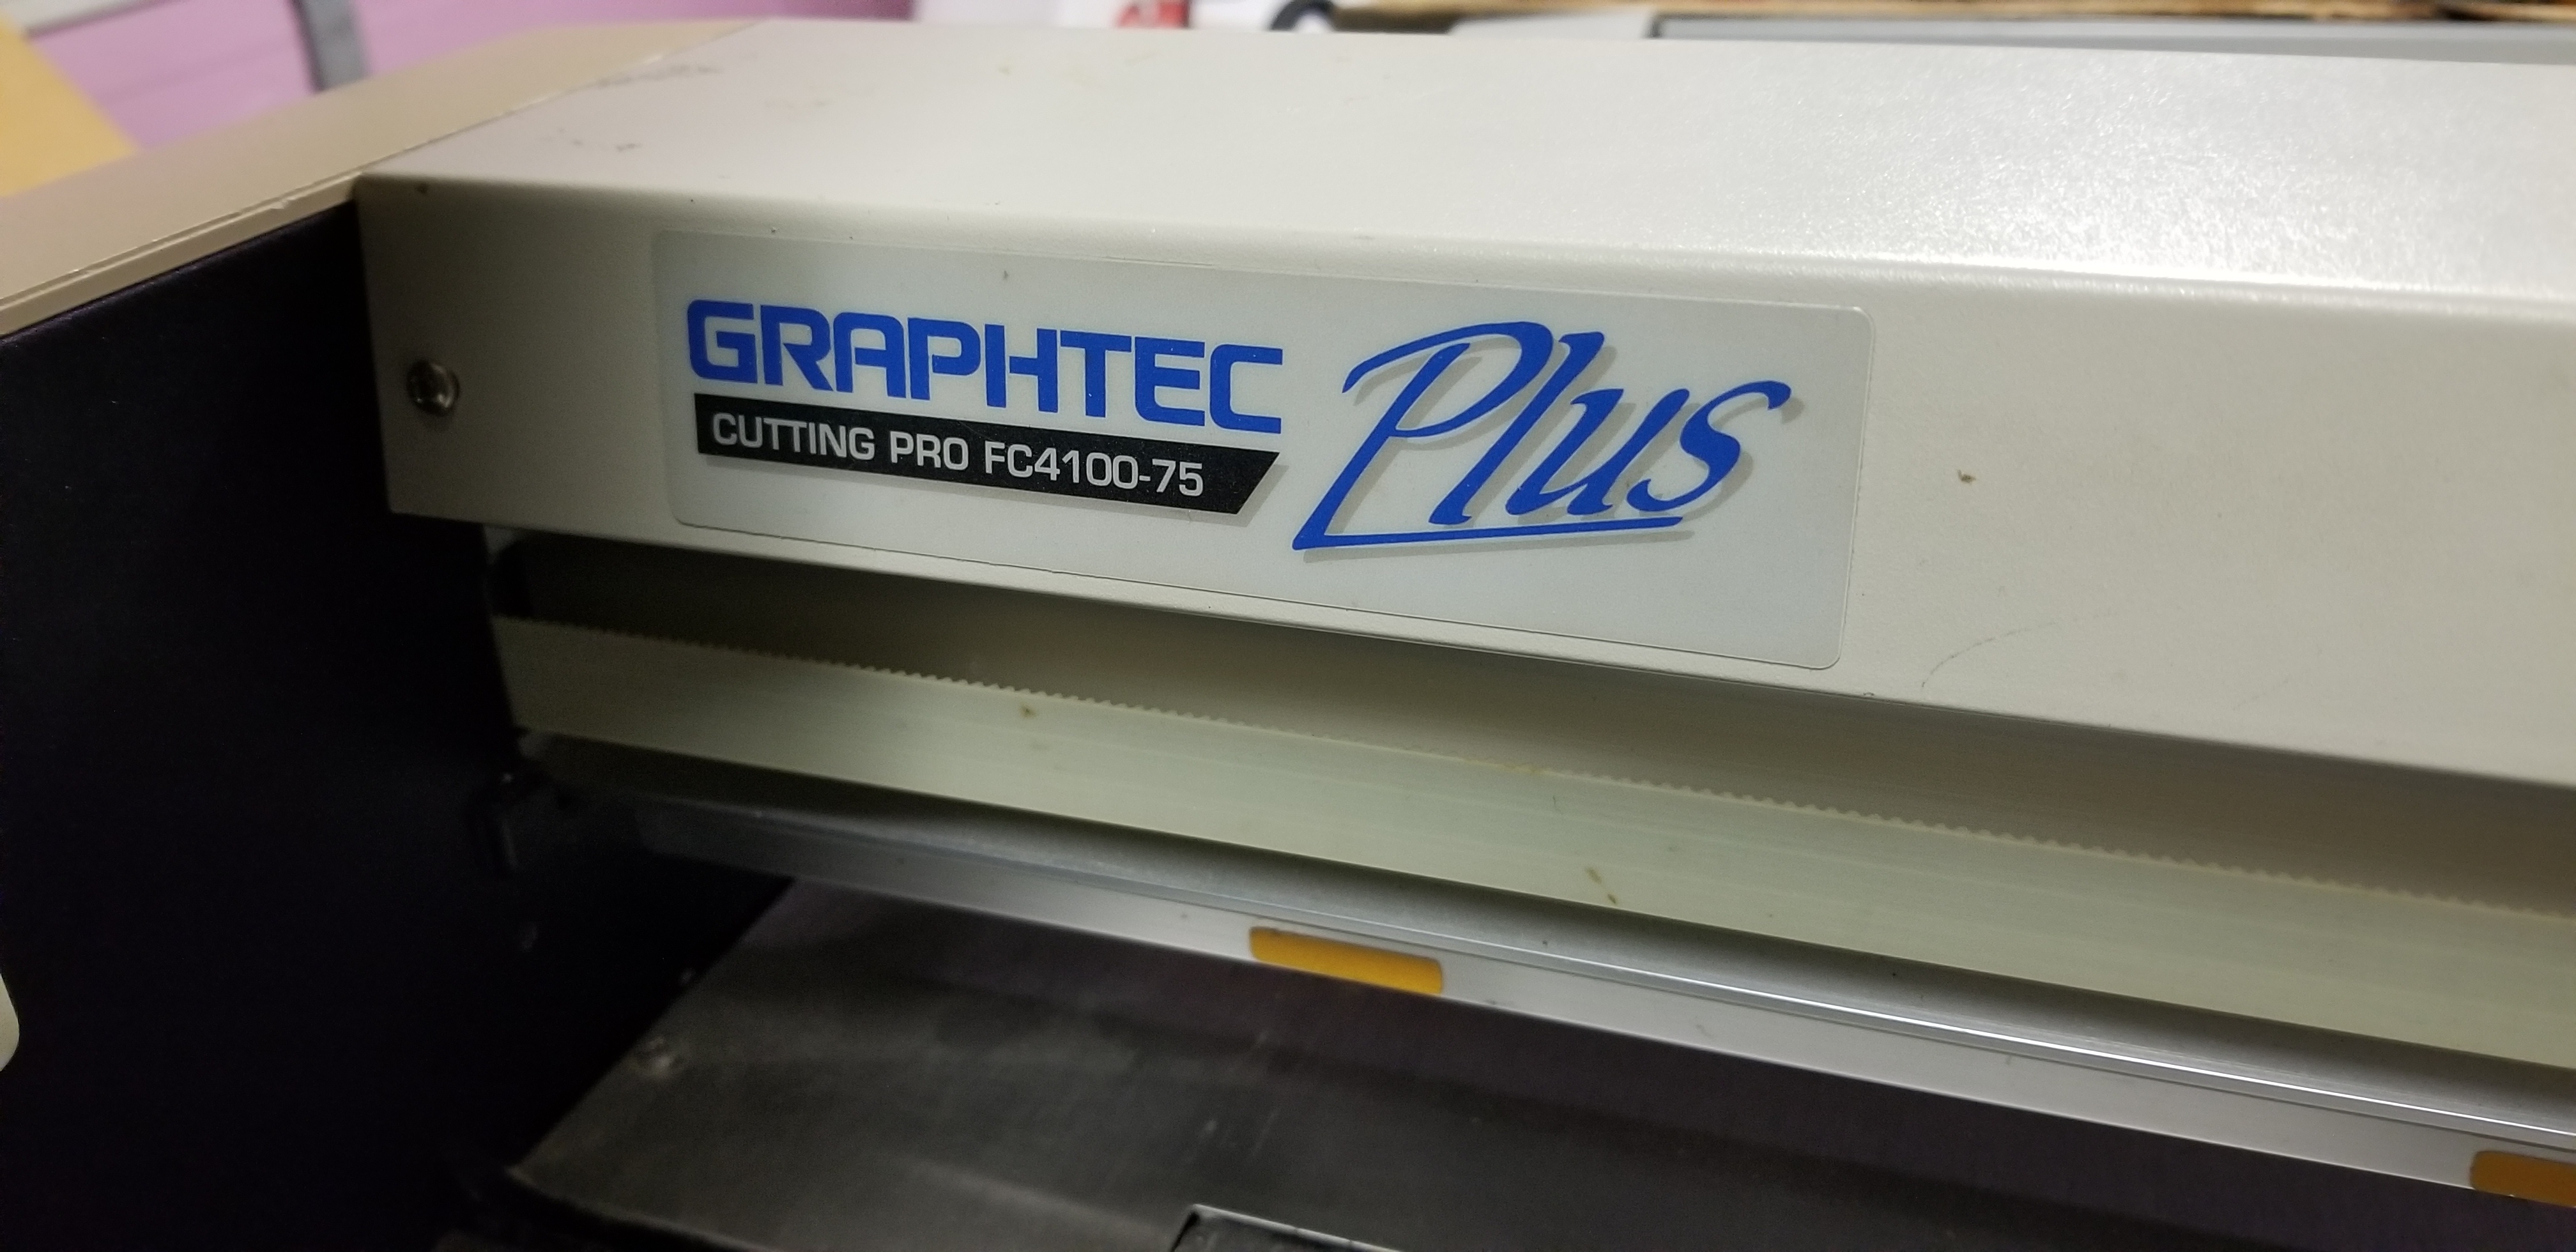 GRAPHTEC
CUTTING PRO FC4100-75
Plus